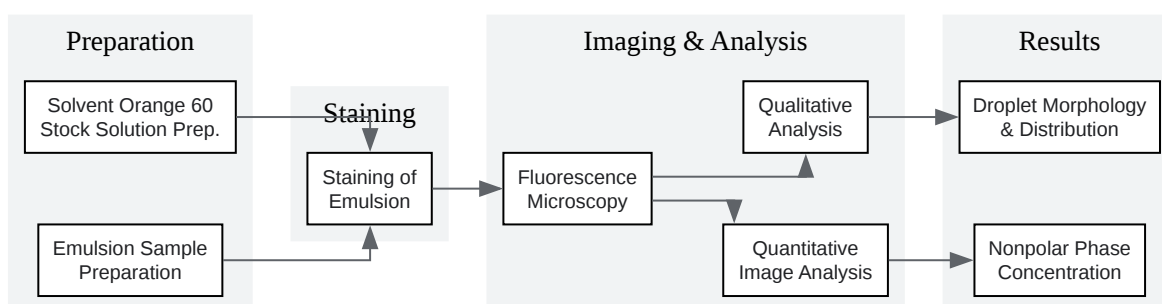 Preparation
Solvent Orange 60
Stock Solution Prep.
Emulsion Sample
Preparation
Staining
Staining of
Emulsion
Imaging & Analysis
Fluorescence
Microscopy
Qualitative
Analysis
Quantitative
Image Analysis
Results
Droplet Morphology
& Distribution
Nonpolar Phase
Concentration